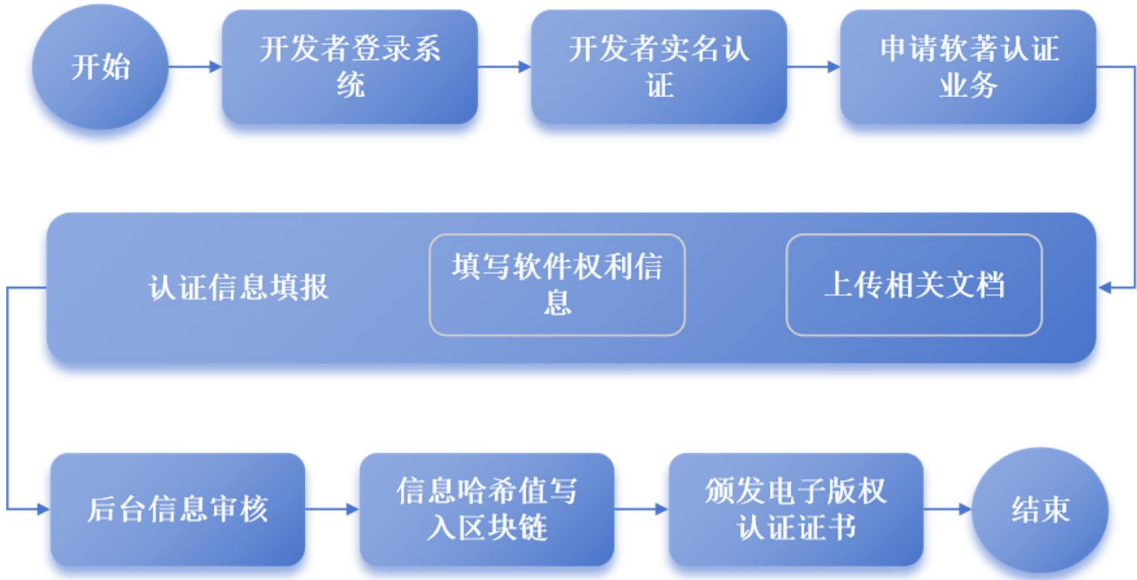 开始
开发者登录系
统
开发者实名认
证
申请软著认证
业务
认证信息填报
填写软件权利信
息
上传相关文档
后台信息审核
信息哈希值写
入区块链
颁发电子版权
认证证书
结束